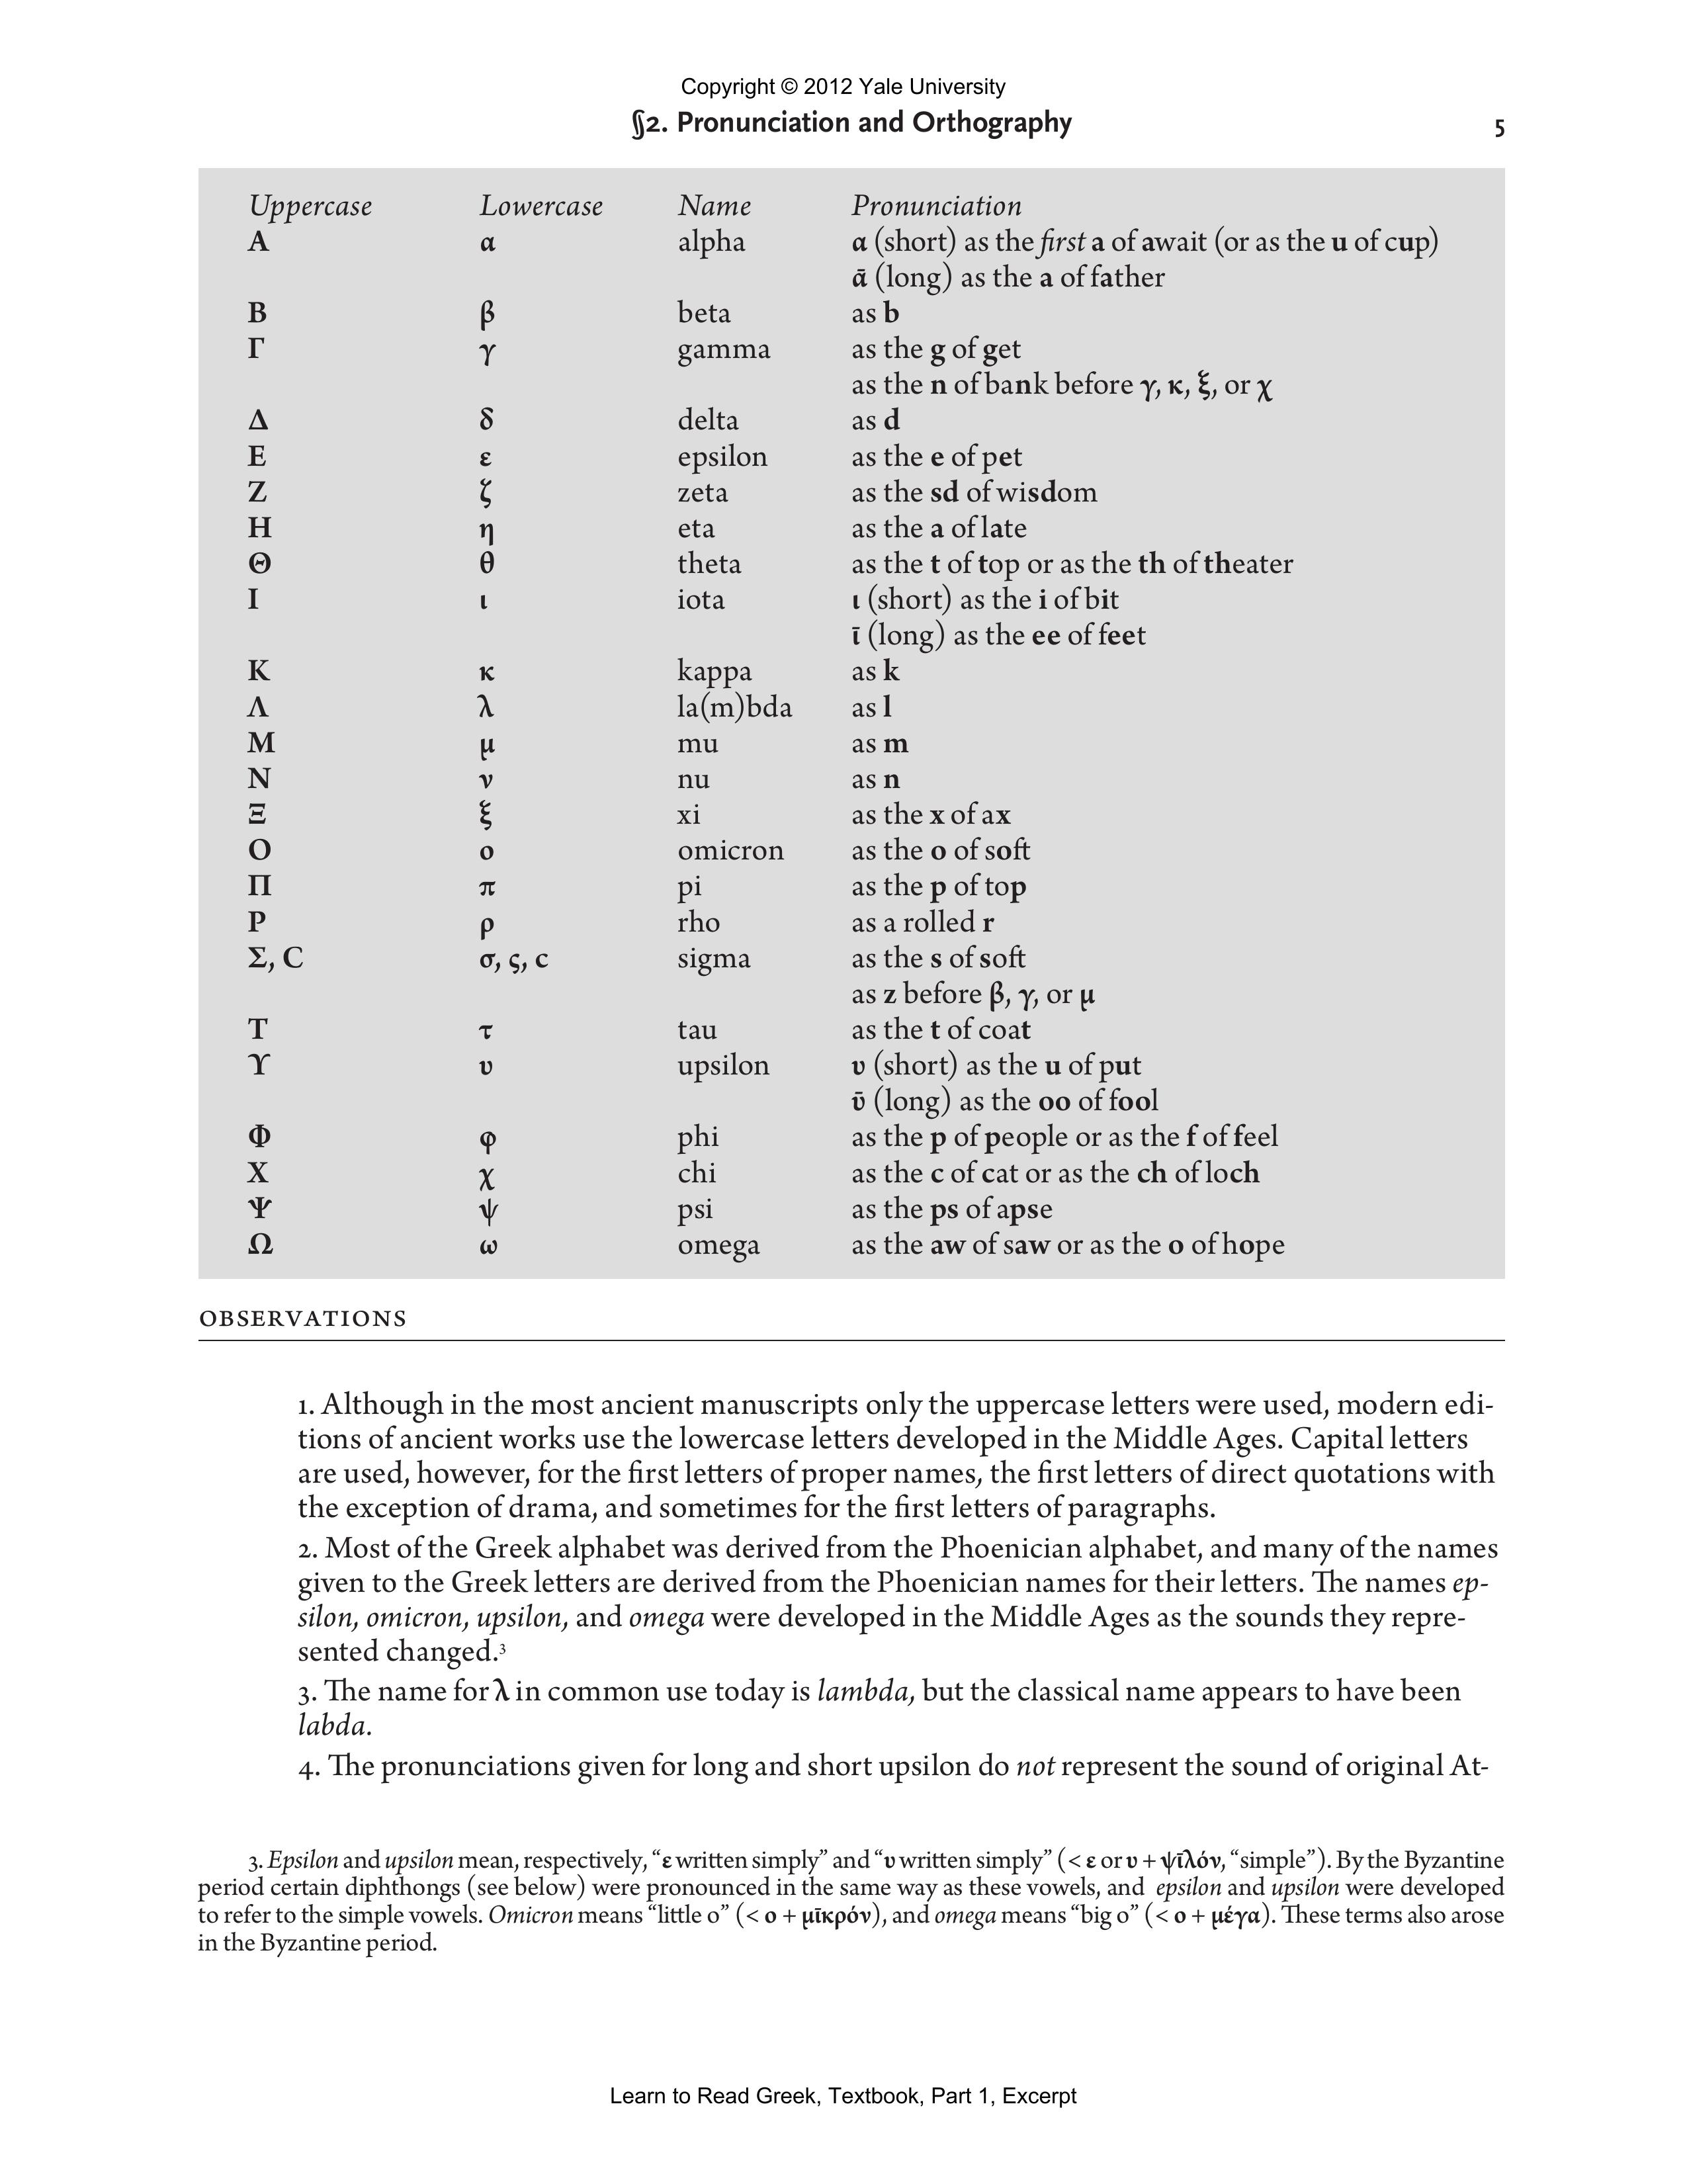 Copyright © 2012 Yale University
§2. Pronunciation and Orthography 5
Uppercase Lowercase Name Pronunciation
Α α alpha α (short) as the first a of await (or as the u of cup)
ᾱ (long) as the a of father
Β β beta as b
Γ γ gamma as the g of get
as the n of bank before γ, κ, ξ, or χ
Δ δ delta as d
Ε ε epsilon as the e of pet
Ζ ζ zeta as the sd of wisdom
Η η eta as the a of late
Θ θ theta as the t of top or as the th of theater
Ι ι iota ι (short) as the i of bit
ῑ (long) as the ee of feet
Κ κ kappa as k
Λ λ la(m)bda as l
Μ μ mu as m
Ν ν nu as n
Ξ ξ xi as the x of ax
Ο ο omicron as the o of soft
Π π pi as the p of top
Ρ ρ rho as a rolled r
Σ, Ϲ σ, ς, ϲ sigma as the s of soft
as z before β, γ, or μ
Τ τ tau as the t of coat
ϒ υ upsilon υ (short) as the u of put
ῡ (long) as the oo of fool
Φ φ phi as the p of people or as the f of feel
Χ χ chi as the c of cat or as the ch of loch
Ψ ψ psi as the ps of apse
Ω ω omega as the aw of saw or as the o of hope
OBSERVATIONS
1. Although in the most ancient manuscripts only the uppercase letters were used, modern edi-
tions of ancient works use the lowercase letters developed in the Middle Ages. Capital letters
are used, however, for the first letters of proper names, the first letters of direct quotations with
the exception of drama, and sometimes for the first letters of paragraphs.
2. Most of the Greek alphabet was derived from the Phoenician alphabet, and many of the names
given to the Greek letters are derived from the Phoenician names for their letters. The names ep-
silon, omicron, upsilon, and omega were developed in the Middle Ages as the sounds they repre-
sented changed.³
3. The name for λ in common use today is lambda, but the classical name appears to have been
labda.
4. The pronunciations given for long and short upsilon do not represent the sound of original At-
3. Epsilon and upsilon mean, respectively, “ε written simply” and “υ written simply” (< ε or υ + ψῑλόν, “simple”). By the Byzantine
period certain diphthongs (see below) were pronounced in the same way as these vowels, and epsilon and upsilon were developed
to refer to the simple vowels. Omicron means “little o” (< ο + μῑκρόν), and omega means “big o” (< ο + μέγα). These terms also arose
in the Byzantine period.
Learn to Read Greek, Textbook, Part 1, Excerpt